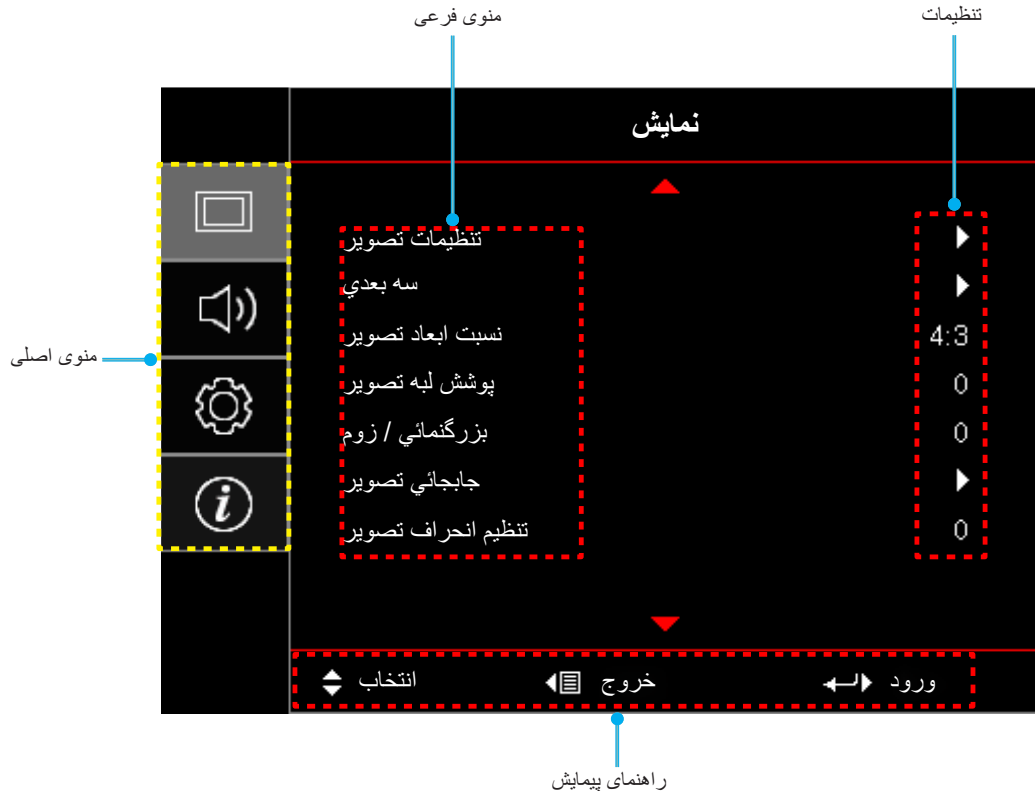 منوی فرعی
تنظیمات
نمایش
تنظیمات تصویر
سه بعدي
نسبت ابعاد تصویر 4:3
پوشش لبه تصویر 0
بزرگنمائي / زوم 0
جابجائي تصویر
تنظیم انحراف تصویر 0
منوی اصلی
انتخاب خروج ورود
راهنمای پیمایش